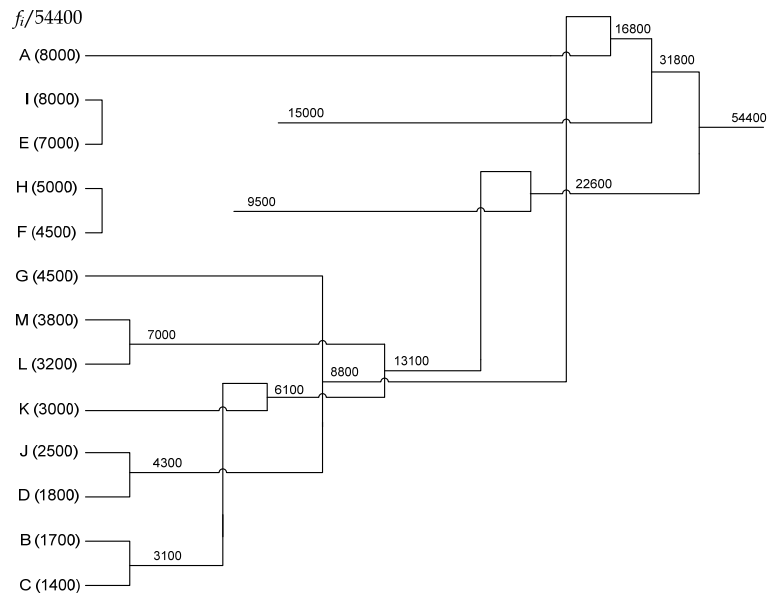 fᵢ/54400
16800
A (8000)
31800
I (8000)
15000
54400
E (7000)
H (5000)
22600
9500
F (4500)
G (4500)
M (3800)
7000
13100
L (3200)
8800
6100
K (3000)
J (2500)
4300
D (1800)
B (1700)
3100
C (1400)